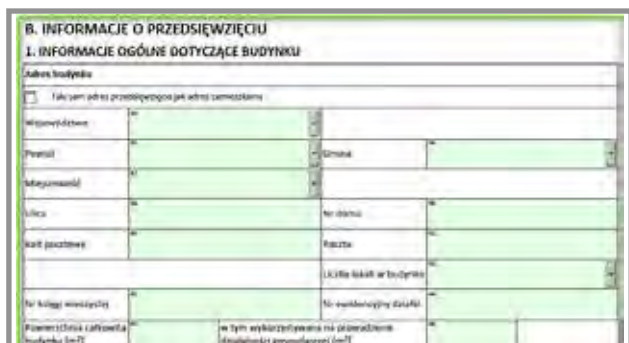 B. INFORMACJE O PRZEDSIĘWZIĘCIU
1. INFORMACJE OGÓLNE DOTYCZĄCE BUDYNKU
Adres budynku
Taki sam adres przedsięwzięcia jak adres zamieszkania
Województwo
Powiat Gmina
Miejscowość
Ulica Nr domu
Kod pocztowy Poczta
Liczba lokali w budynku
Nr księgi wieczystej Nr ewidencyjny działki
Powierzchnia całkowita w tym wykorzystywana na prowadzenie
budynku [m²] działalności gospodarczej [m²]